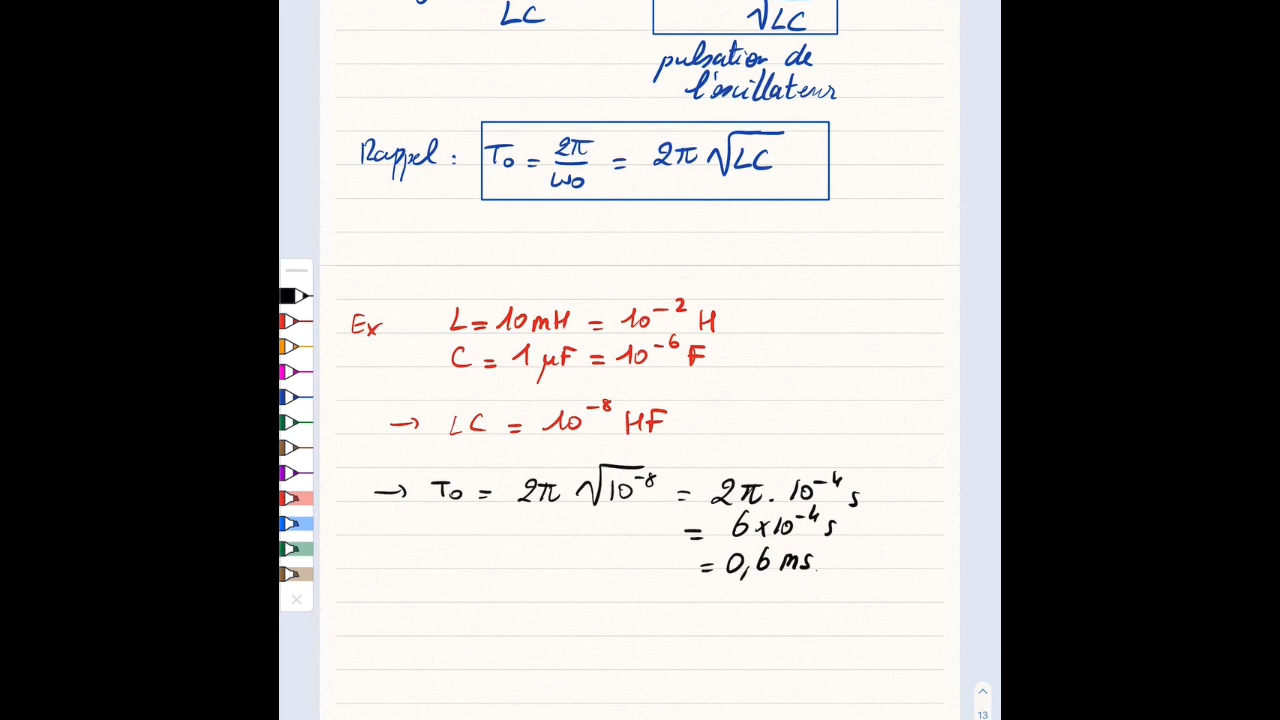 LC √LC
pulsation de
l'oscillateur
Rappel : T₀ = 2π/ω₀ = 2π √LC
Ex L = 10 mH = 10⁻² H
C = 1 μF = 10⁻⁶ F
→ LC = 10⁻⁸ HF
→ T₀ = 2π √10⁻⁸ = 2π . 10⁻⁴ s
= 6 x 10⁻⁴ s
= 0,6 ms.
13